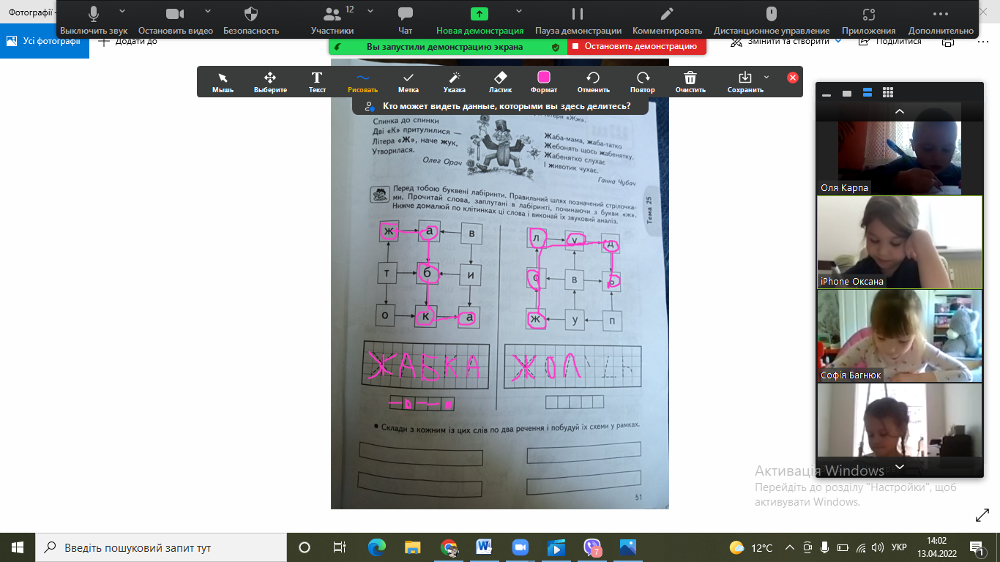 Фотографії -
Выключить звук
Остановить видео
Безопасность
12
Участники
Чат
Новая демонстрация
Пауза демонстрации
Комментировать
Дистанционное управление
Приложения
Дополнительно
Усі фотографії
Додати до
Вы запустили демонстрацию экрана
Остановить демонстрацию
Змінити та створити
Поділитися
Мышь
Выберите
Текст
Рисовать
Метка
Указка
Ластик
Формат
Отменить
Повтор
Очистить
Сохранить
Кто может видеть данные, которыми вы здесь делитесь?
літери «Жж».
Спинка до спинки
Дві «К» притулилися —
Літера «Ж», наче жук,
Утворилася.
Олег Орач
Жаба-мама, жаба-татко
Жебонять щось жабенятку.
Жабенятко слухає
І животик чухає.
Ганна Чубач
Перед тобою буквені лабіринти. Правильний шлях позначений стрілочка-
ми. Прочитай слова, заплутані в лабіринті, починаючи з букви «ж».
Нижче домалюй по клітинках ці слова і виконай їх звуковий аналіз.
Тема 25
ж а в
т б и
о к а
л у д
о в ь
ж у п
ЖАБКА
ЖОЛУДЬ
• Склади з кожним із цих слів по два речення і побудуй їх схеми у рамках.
51
Оля Карпа
iPhone Оксана
Софія Багнюк
Активація Windows
Перейдіть до розділу "Настройки", щоб
активувати Windows.
Введіть пошуковий запит тут
7
12°C
УКР
14:02
13.04.2022
1